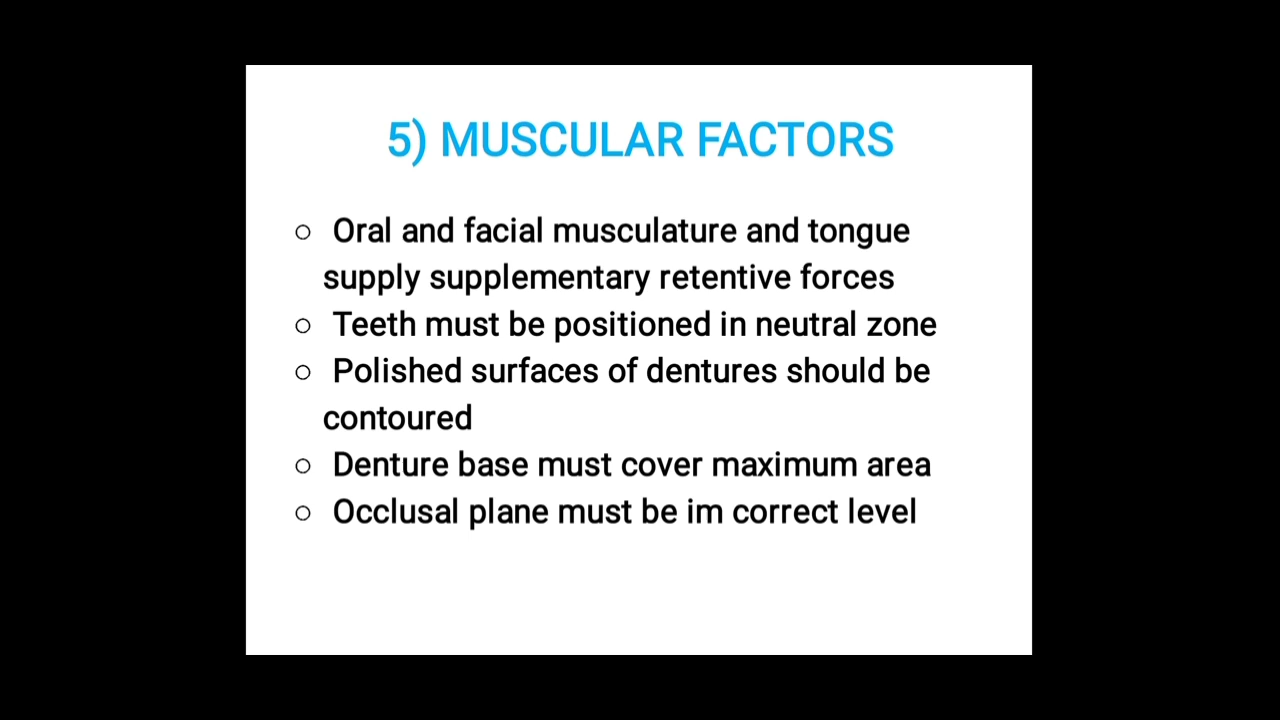 5) MUSCULAR FACTORS
○ Oral and facial musculature and tongue
supply supplementary retentive forces
○ Teeth must be positioned in neutral zone
○ Polished surfaces of dentures should be
contoured
○ Denture base must cover maximum area
○ Occlusal plane must be im correct level